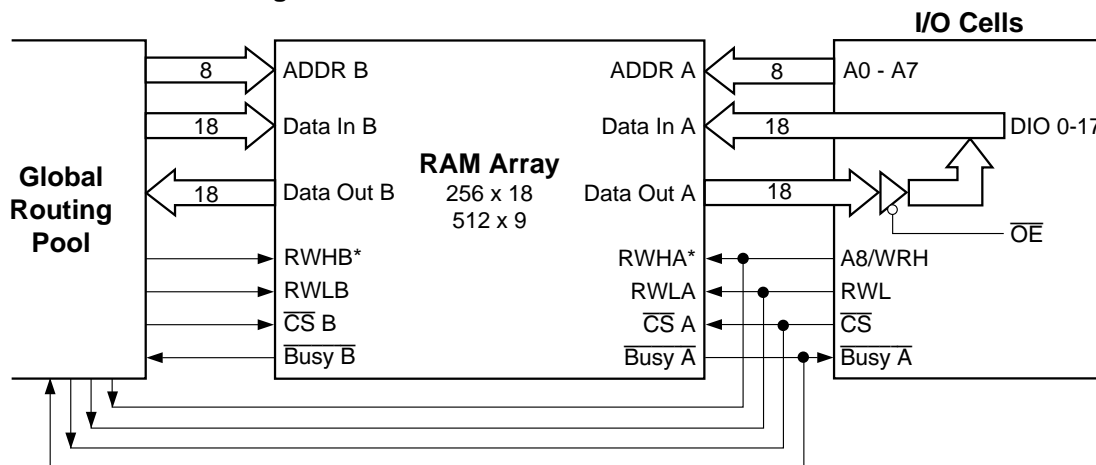 I/O Cells
8
ADDR B
ADDR A
8
A0 - A7
18
Data In B
Data In A
18
DIO 0-17
Global
Routing
Pool
RAM Array
256 x 18
512 x 9
18
Data Out B
Data Out A
18
OE
RWHB*
RWHA*
A8/WRH
RWLB
RWLA
RWL
CS B
CS A
CS
Busy B
Busy A
Busy A